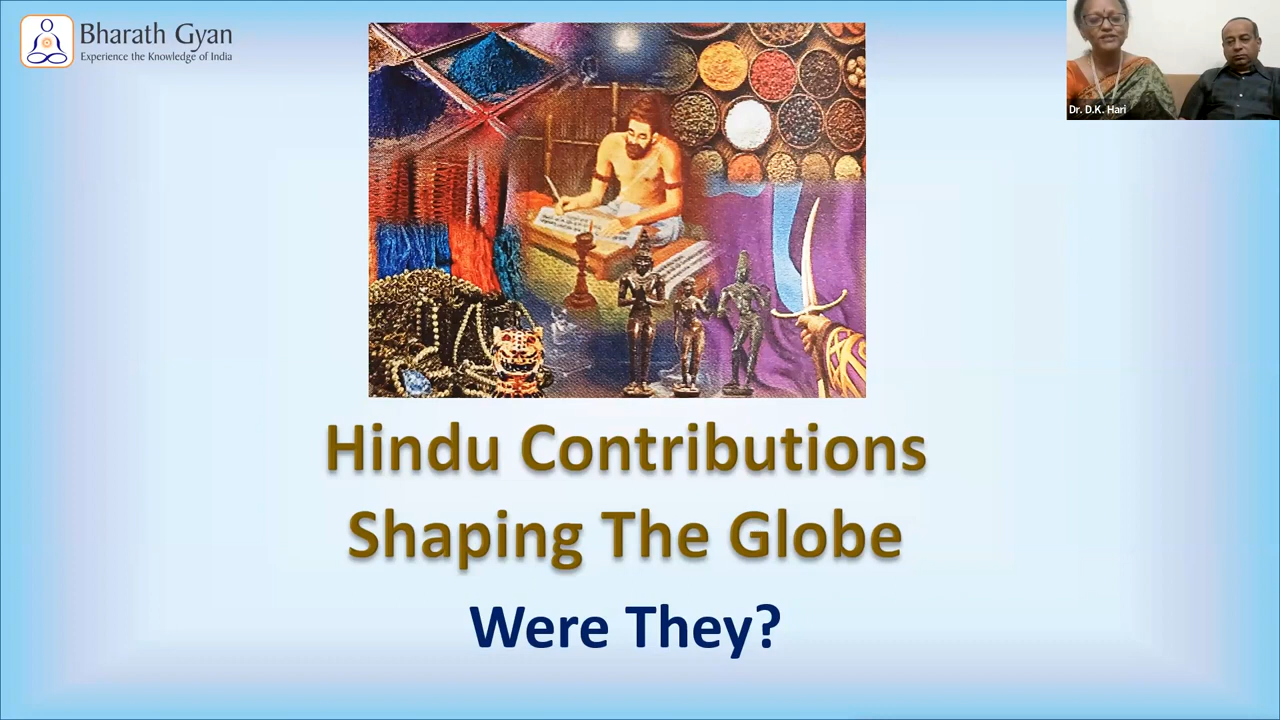 Bharath Gyan
Experience the Knowledge of India
Dr. D.K. Hari
Hindu Contributions
Shaping The Globe
Were They?